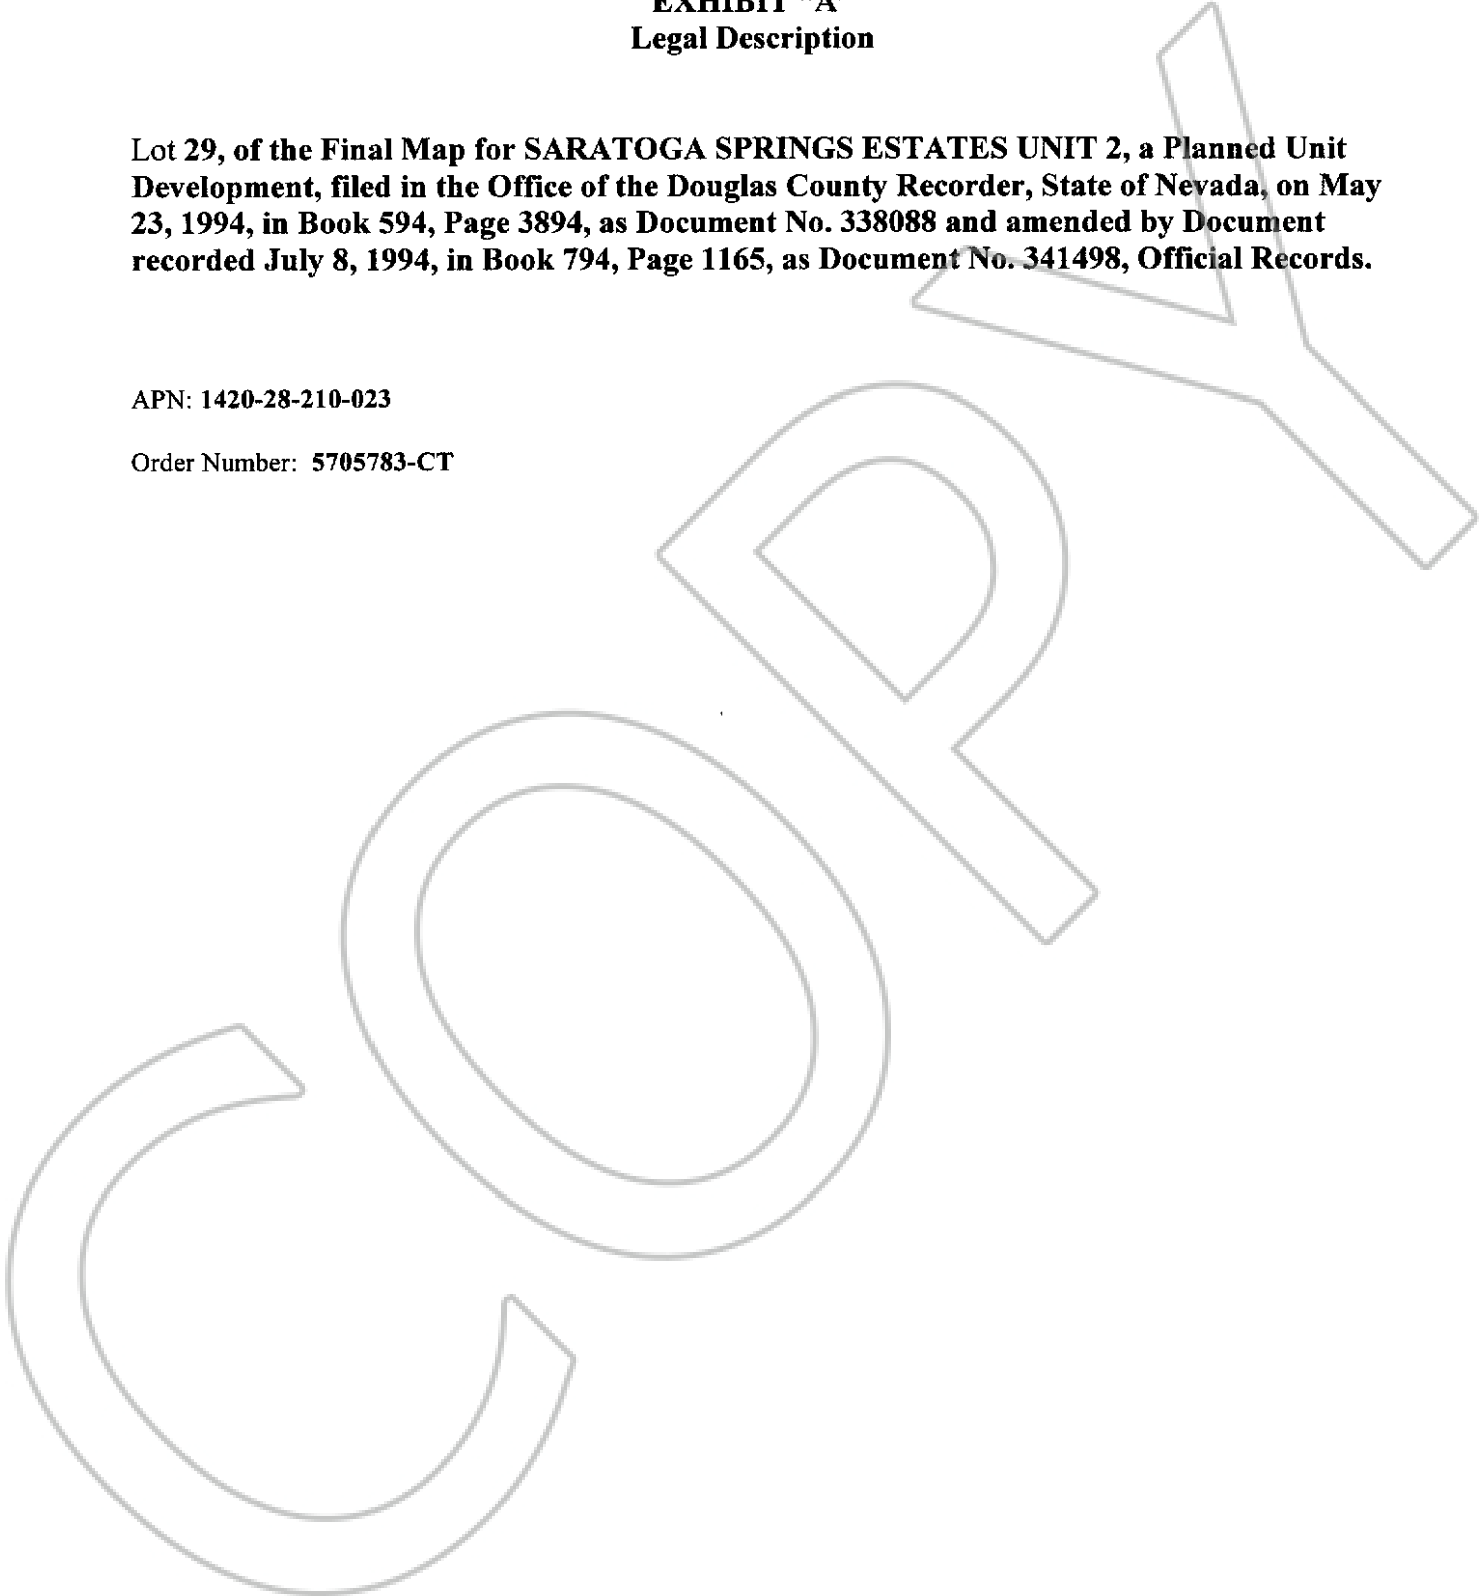 EXHIBIT "A
Legal Description
Lot 29, of the Final Map for SARATOGA SPRINGS ESTATES UNIT 2, a Planned Unit
Development, filed in the Office of the Douglas County Recorder, State of Nevada, on May
23, 1994, in Book 594, Page 3894, as Document No. 338088 and amended by Document
recorded July 8, 1994, in Book 794, Page 1165, as Document No. 341498, Official Records.
APN: 1420-28-210-023
Order Number: 5705783-CT
COPY